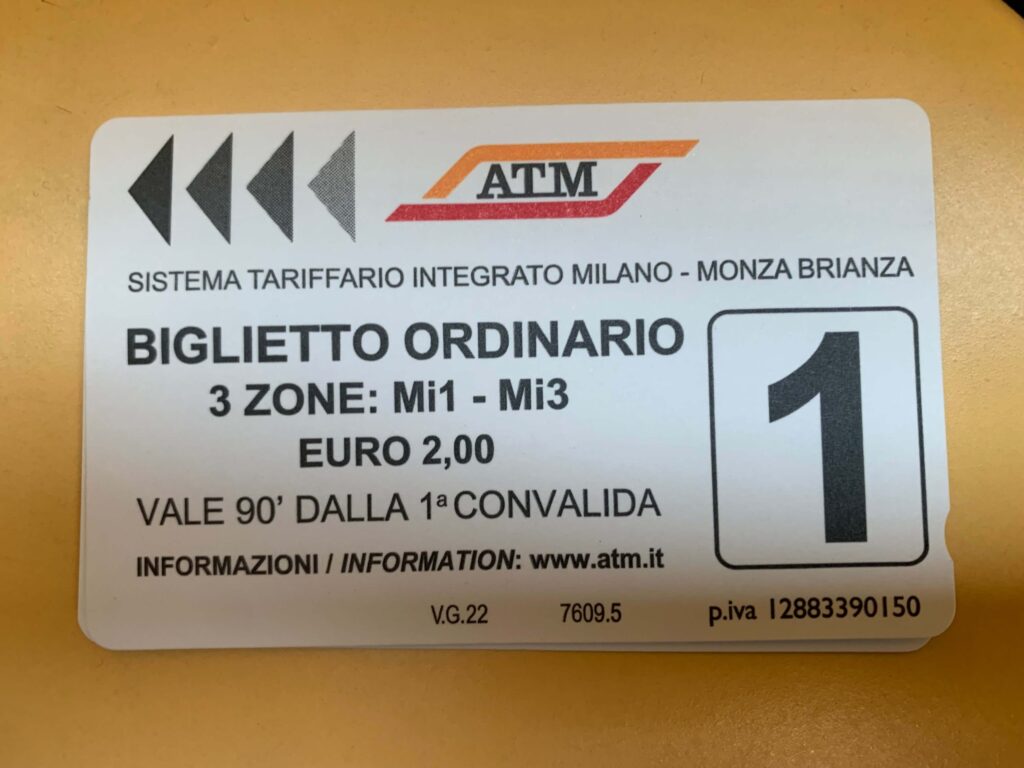 ATM
SISTEMA TARIFFARIO INTEGRATO MILANO - MONZA BRIANZA
BIGLIETTO ORDINARIO
3 ZONE: Mi1 - Mi3
EURO 2,00
1
VALE 90' DALLA 1ª CONVALIDA
INFORMAZIONI / INFORMATION: www.atm.it
V.G.22 7609.5 p.iva 12883390150